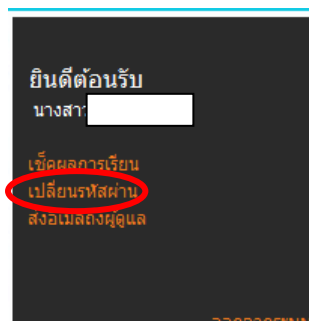 ยินดีต้อนรับ
นางสาว
เช็คผลการเรียน
เปลี่ยนรหัสผ่าน
ส่งอีเมล์ถึงผู้ดูแล